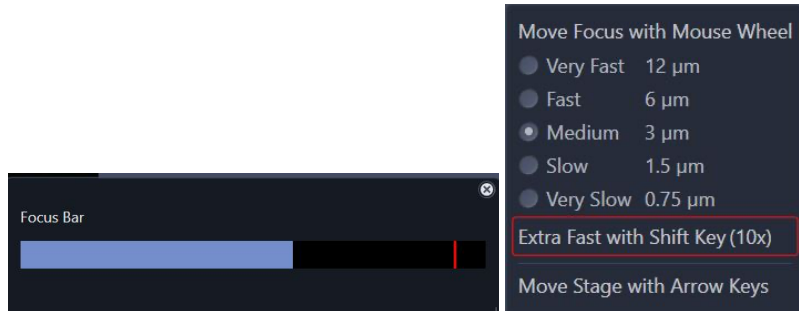 Focus Bar
Move Focus with Mouse Wheel
Very Fast 12 µm
Fast 6 µm
Medium 3 µm
Slow 1.5 µm
Very Slow 0.75 µm
Extra Fast with Shift Key (10x)
Move Stage with Arrow Keys